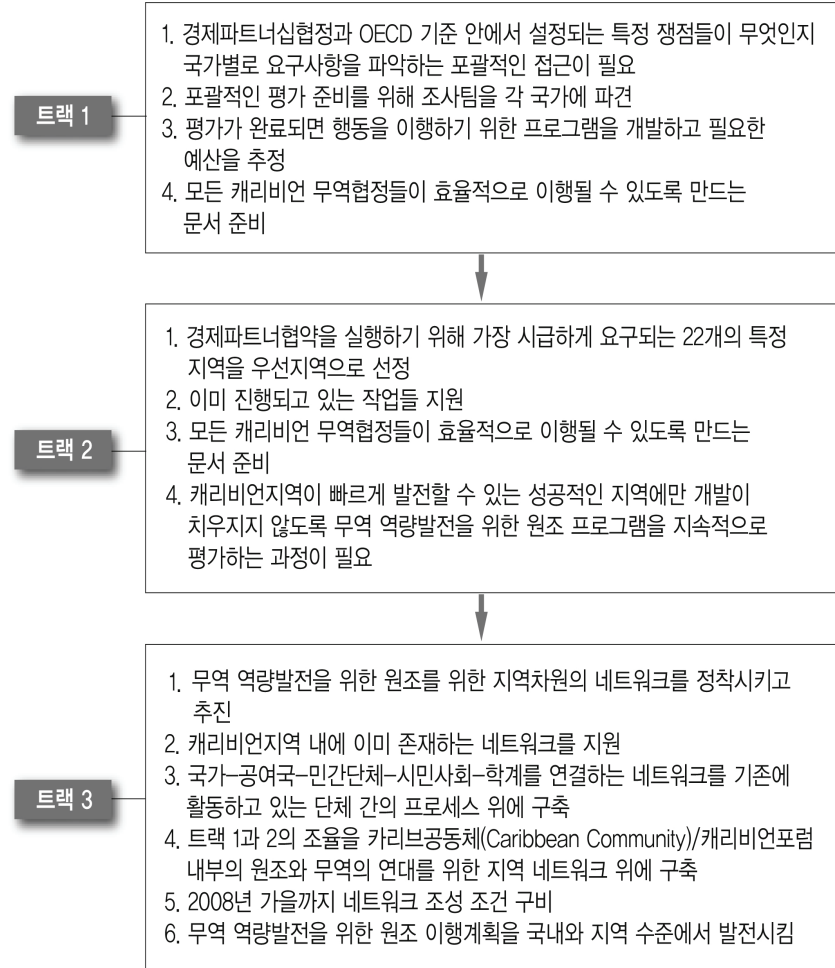 트랙 1
1. 경제파트너십협정과 OECD 기준 안에서 설정되는 특정 쟁점들이 무엇인지
국가별로 요구사항을 파악하는 포괄적인 접근이 필요
2. 포괄적인 평가 준비를 위해 조사팀을 각 국가에 파견
3. 평가가 완료되면 행동을 이행하기 위한 프로그램을 개발하고 필요한
예산을 추정
4. 모든 캐리비언 무역협정들이 효율적으로 이행될 수 있도록 만드는
문서 준비
트랙 2
1. 경제파트너협약을 실행하기 위해 가장 시급하게 요구되는 22개의 특정
지역을 우선지역으로 선정
2. 이미 진행되고 있는 작업들 지원
3. 모든 캐리비언 무역협정들이 효율적으로 이행될 수 있도록 만드는
문서 준비
4. 캐리비언지역이 빠르게 발전할 수 있는 성공적인 지역에만 개발이
치우지지 않도록 무역 역량발전을 위한 원조 프로그램을 지속적으로
평가하는 과정이 필요
트랙 3
1. 무역 역량발전을 위한 원조를 위한 지역차원의 네트워크를 정착시키고
추진
2. 캐리비언지역 내에 이미 존재하는 네트워크를 지원
3. 국가-공여국-민간단체-시민사회-학계를 연결하는 네트워크를 기존에
활동하고 있는 단체 간의 프로세스 위에 구축
4. 트랙 1과 2의 조율을 카리브공동체(Caribbean Community)/캐리비언포럼
내부의 원조와 무역의 연대를 위한 지역 네트워크 위에 구축
5. 2008년 가을까지 네트워크 조성 조건 구비
6. 무역 역량발전을 위한 원조 이행계획을 국내와 지역 수준에서 발전시킴